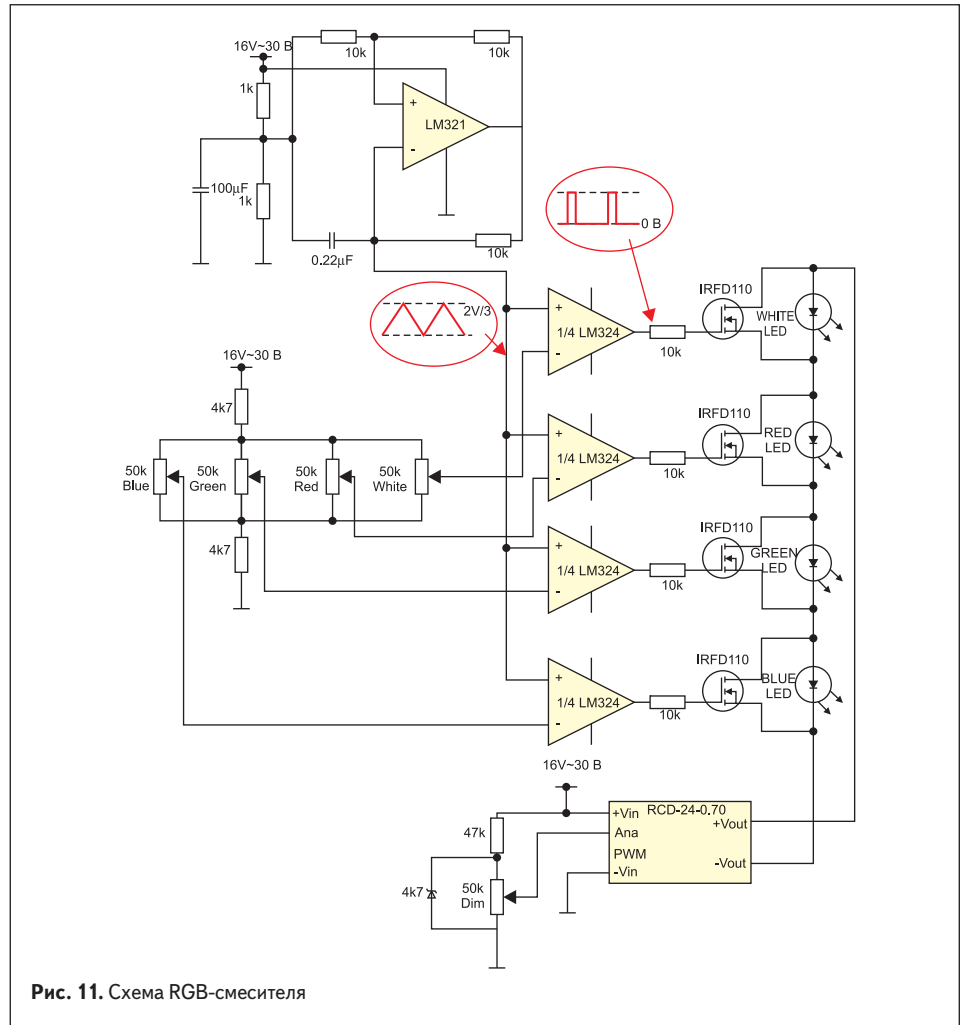 16V~30 В
10k
10k
1k
+
LM321
-
100µF
1k
0.22µF
10k
0 В
2V/3
IRFD110
+
1/4 LM324
-
10k
WHITE
LED
16V~30 В
4k7
IRFD110
+
1/4 LM324
-
10k
RED
LED
50k
Blue
50k
Green
50k
Red
50k
White
4k7
IRFD110
+
1/4 LM324
-
10k
GREEN
LED
IRFD110
+
1/4 LM324
-
10k
BLUE
LED
16V~30 В
RCD-24-0.70
+Vin
+Vout
Ana
PWM
-Vin
-Vout
47k
4k7
50k
Dim
Рис. 11. Схема RGB-смесителя